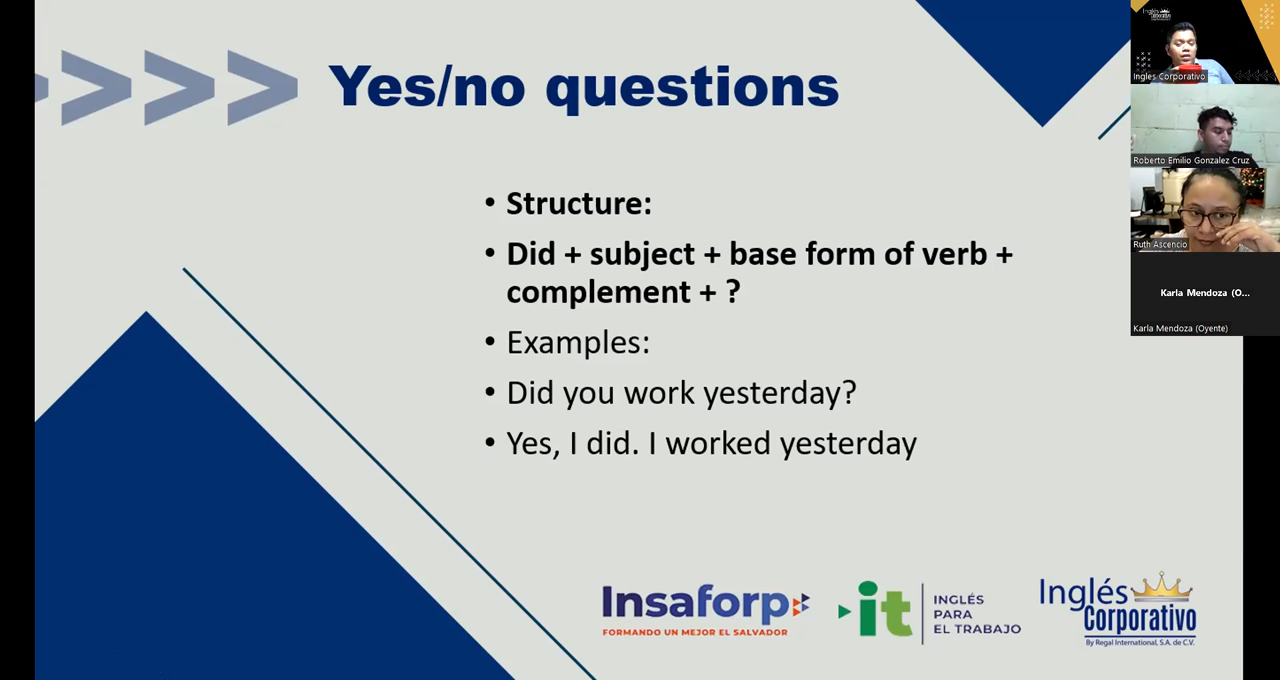 Yes/no questions
• Structure:
• Did + subject + base form of verb +
complement + ?
• Examples:
• Did you work yesterday?
• Yes, I did. I worked yesterday
Insaforp
FORMANDO UN MEJOR EL SALVADOR
it
INGLÉS
PARA
EL TRABAJO
Inglés
Corporativo
By Regal International, S.A. de C.V.
Inglés
Corporativo
Ingles Corporativo
Roberto Emilio Gonzalez Cruz
Ruth Ascencio
Karla Mendoza (O...
Karla Mendoza (Oyente)